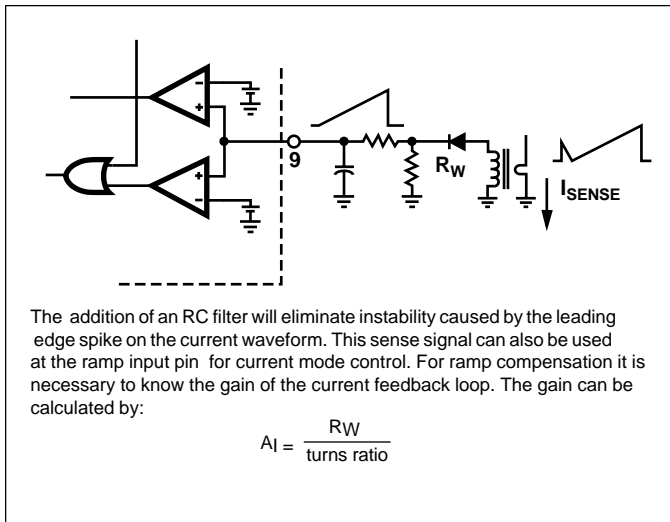 9
RW
ISENSE
The addition of an RC filter will eliminate instability caused by the leading
edge spike on the current waveform. This sense signal can also be used
at the ramp input pin for current mode control. For ramp compensation it is
necessary to know the gain of the current feedback loop. The gain can be
calculated by:
AI = RW
turns ratio